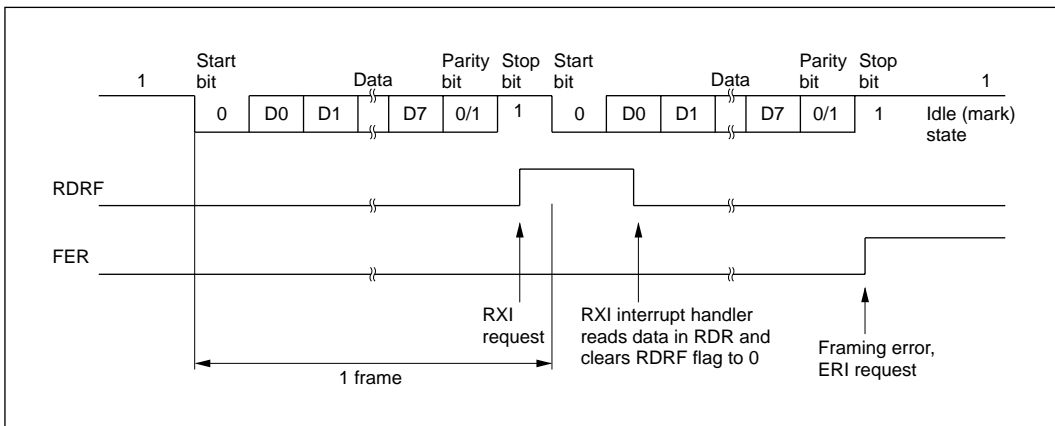 Start bit
Data
Parity bit
Stop bit
Start bit
Data
Parity bit
Stop bit
1
1
0
D0
D1
D7
0/1
1
0
D0
D1
D7
0/1
1
Idle (mark) state
RDRF
FER
RXI request
RXI interrupt handler
reads data in RDR and
clears RDRF flag to 0
Framing error,
ERI request
1 frame